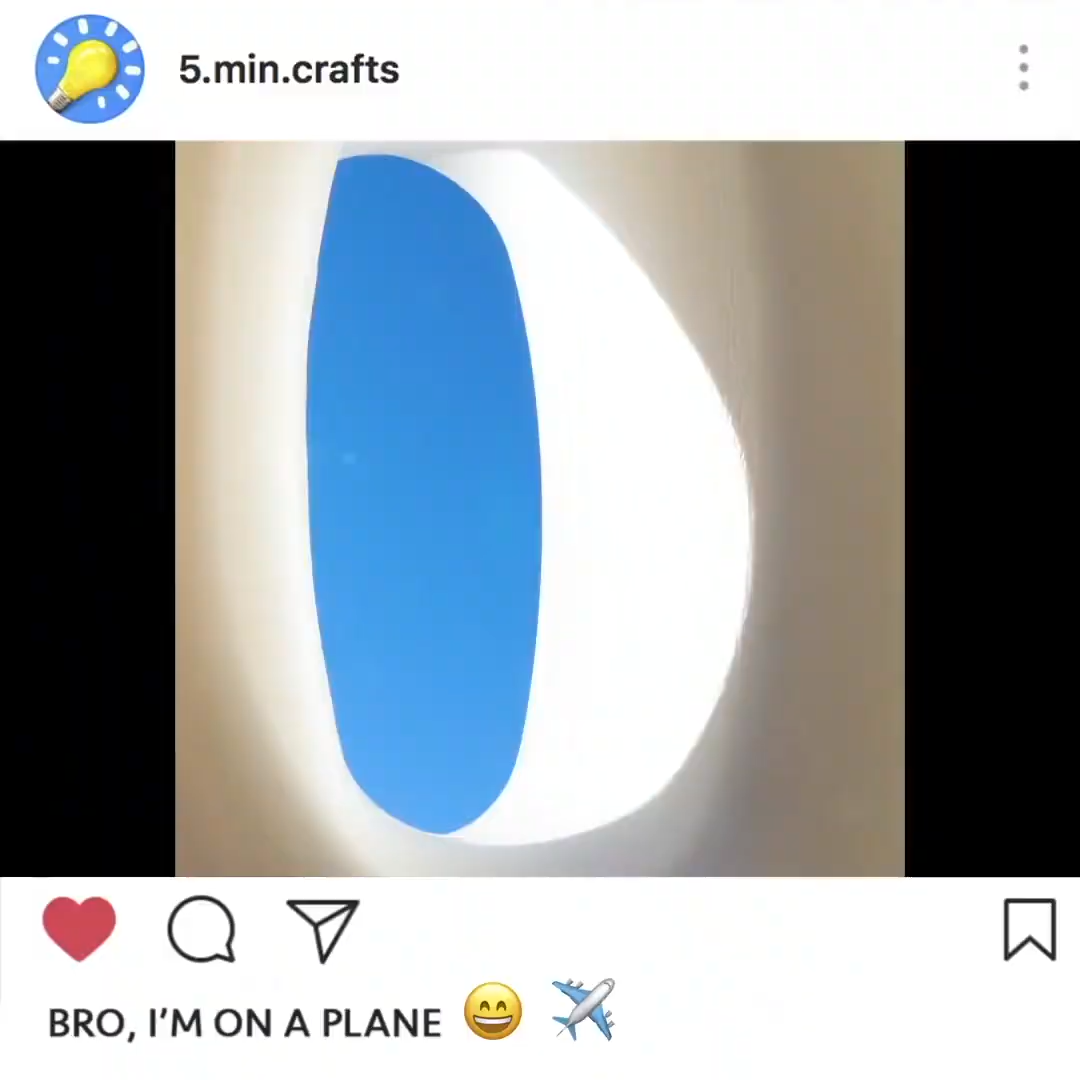 5.min.crafts
BRO, I'M ON A PLANE 😄 ✈️